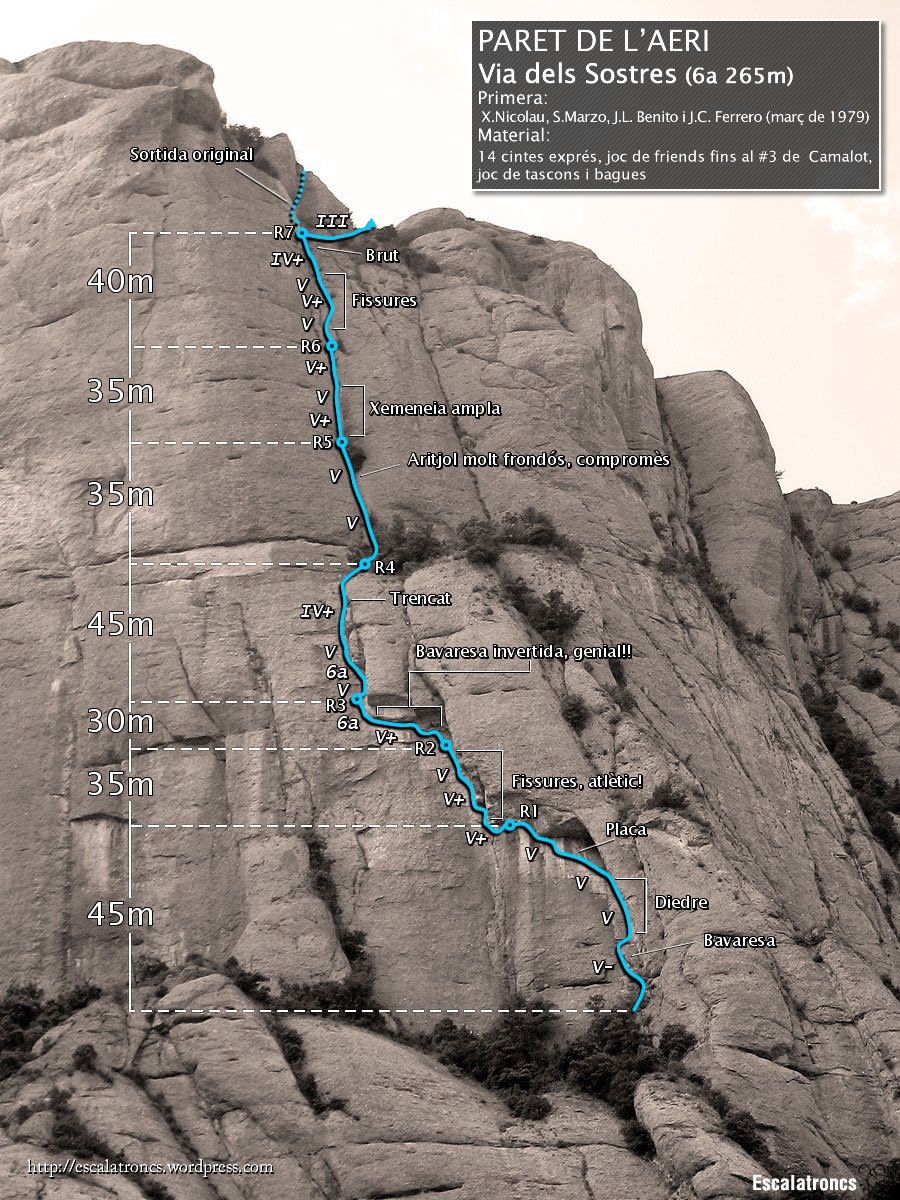 PARET DE L'AERI
Via dels Sostres (6a 265m)
Primera:
X.Nicolau, S.Marzo, J.L. Benito i J.C. Ferrero (març de 1979)
Material:
14 cintes exprés, joc de friends fins al #3 de Camalot,
joc de tascons i bagues
Sortida original
III
R7
IV+
Brut
40m
V
V+
Fissures
V
R6
V+
35m
V
Xemeneia ampla
V+
R5
Aritjol molt frondós, compromès
V
35m
V
R4
Trencat
IV+
45m
V
Bavaresa invertida, genial!!
6a
V
R3
30m
6a
V+
R2
35m
V
Fissures, atlètic!
V+
R1
V+
Placa
V
V
Diedre
45m
V
Bavaresa
V-
http://escalatroncs.wordpress.com
Escalatroncs